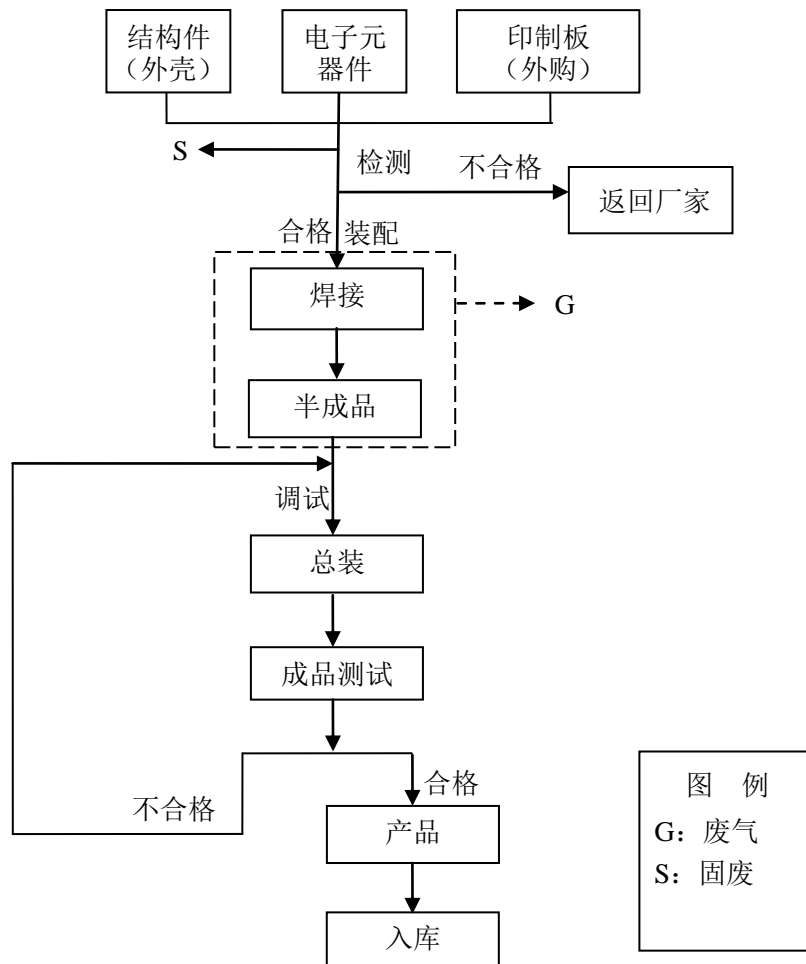 结构件
（外壳）
电子元
器件
印制板
（外购）
S
检测
不合格
返回厂家
合格
装配
焊接
G
半成品
调试
总装
成品测试
不合格
合格
产品
入库
图 例
G：废气
S：固废